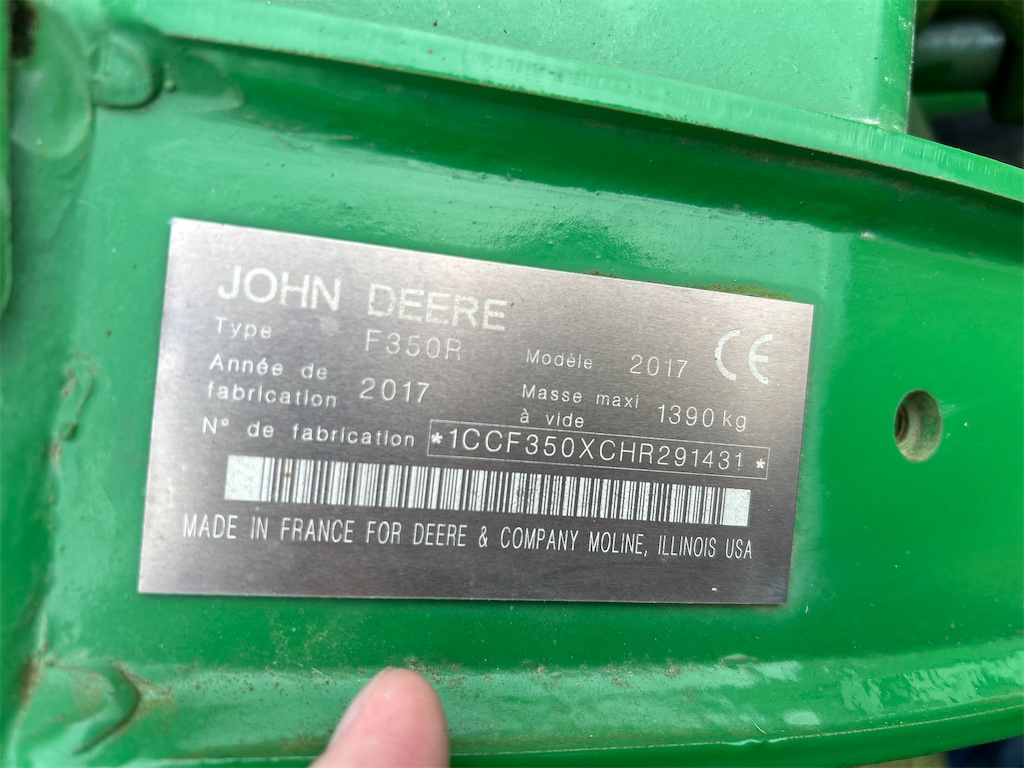 JOHN DEERE
Type F350R Modèle 2017 CE
Année de fabrication 2017 Masse maxi à vide 1390 kg
N° de fabrication *1CCF350XCHR291431*
MADE IN FRANCE FOR DEERE & COMPANY MOLINE, ILLINOIS USA